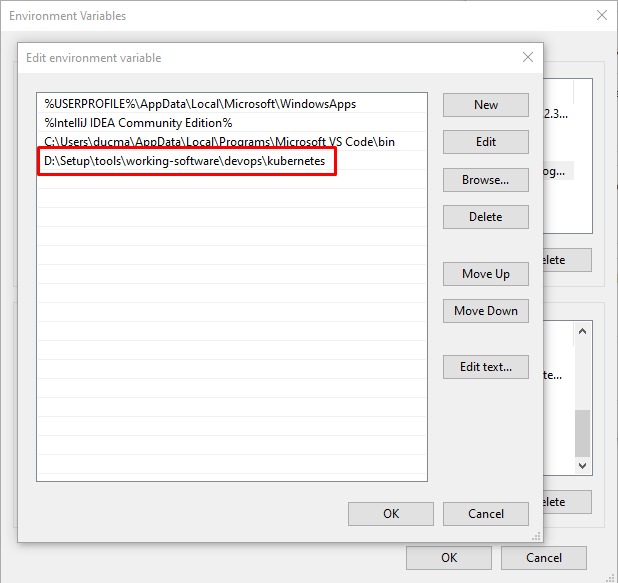 Environment Variables
Edit environment variable
%USERPROFILE%\AppData\Local\Microsoft\WindowsApps
%IntelliJ IDEA Community Edition%
C:\Users\ducma\AppData\Local\Programs\Microsoft VS Code\bin
D:\Setup\tools\working-software\devops\kubernetes
New
Edit
Browse...
Delete
Move Up
Move Down
Edit text...
OK
Cancel
2.3...
og...
elete
te...
elete
OK
Cancel